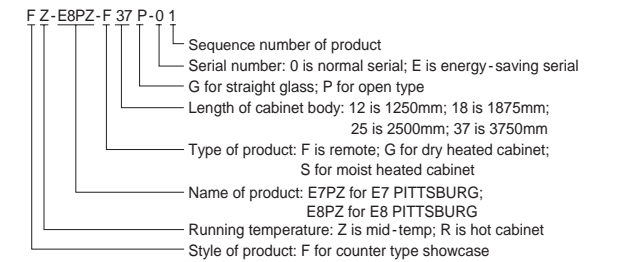 F Z-E8PZ-F 37 P-0 1
Sequence number of product
Serial number: 0 is normal serial; E is energy-saving serial
G for straight glass; P for open type
Length of cabinet body: 12 is 1250mm; 18 is 1875mm;
25 is 2500mm; 37 is 3750mm
Type of product: F is remote; G for dry heated cabinet;
S for moist heated cabinet
Name of product: E7PZ for E7 PITTSBURG;
E8PZ for E8 PITTSBURG
Running temperature: Z is mid-temp; R is hot cabinet
Style of product: F for counter type showcase